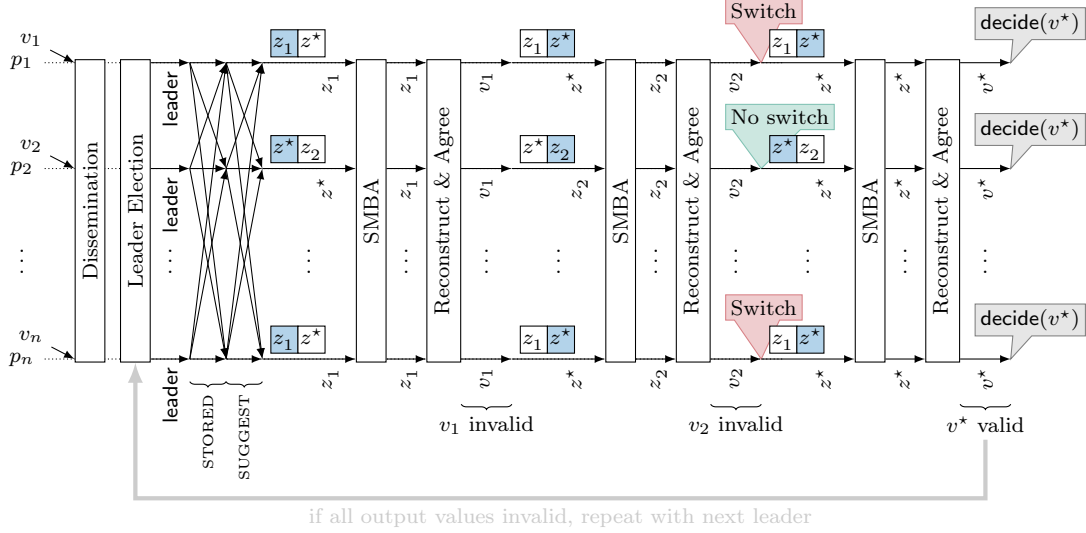 Switch
v₁ z₁ z⋆ z₁ z⋆ z₁ z⋆ decide(v⋆)
p₁ leader z₁ z₁ v₁ z⋆ z₂ v₂ z⋆ z⋆ v⋆
No switch
v₂ z⋆ z₂ z⋆ z₂ z⋆ z₂ decide(v⋆)
p₂ leader z⋆ z₁ v₁ z₂ z₂ v₂ z⋆ z⋆ v⋆
Dissemination
Leader Election
SMBA
Reconstruct & Agree
SMBA
Reconstruct & Agree
SMBA
Reconstruct & Agree
⋮ ⋮ ⋮ ⋮ ⋮ ⋮ ⋮ ⋮ ⋮ ⋮ ⋮
Switch
vₙ z₁ z⋆ z₁ z⋆ z₁ z⋆ decide(v⋆)
pₙ leader z₁ z₁ v₁ z⋆ z₂ v₂ z⋆ z⋆ v⋆
STORED
SUGGEST
v₁ invalid v₂ invalid v⋆ valid
if all output values invalid, repeat with next leader